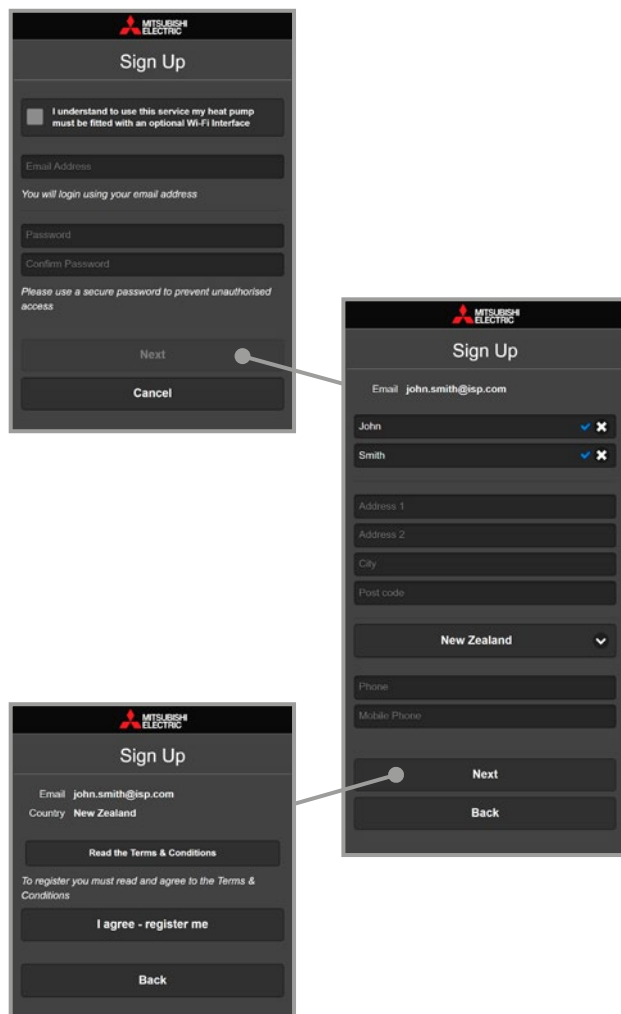 MITSUBISHI
ELECTRIC
Sign Up
I understand to use this service my heat pump
must be fitted with an optional Wi-Fi Interface
Email Address
You will login using your email address
Password
Confirm Password
Please use a secure password to prevent unauthorised
access
Next
Cancel
MITSUBISHI
ELECTRIC
Sign Up
Email john.smith@isp.com
John
Smith
Address 1
Address 2
City
Post code
New Zealand
Phone
Mobile Phone
Next
Back
MITSUBISHI
ELECTRIC
Sign Up
Email john.smith@isp.com
Country New Zealand
Read the Terms & Conditions
To register you must read and agree to the Terms &
Conditions
I agree - register me
Back